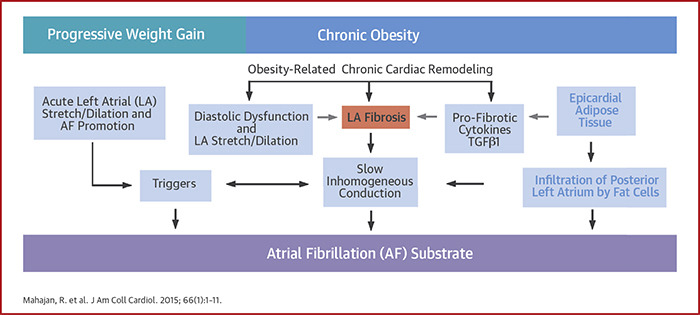 Progressive Weight Gain
Chronic Obesity
Obesity-Related Chronic Cardiac Remodeling
Acute Left Atrial (LA)
Stretch/Dilation and
AF Promotion
Diastolic Dysfunction
and
LA Stretch/Dilation
LA Fibrosis
Pro-Fibrotic
Cytokines
TGFβ1
Epicardial
Adipose
Tissue
Triggers
Slow
Inhomogeneous
Conduction
Infiltration of Posterior
Left Atrium by Fat Cells
Atrial Fibrillation (AF) Substrate
Mahajan, R. et al. J Am Coll Cardiol. 2015; 66(1):1-11.